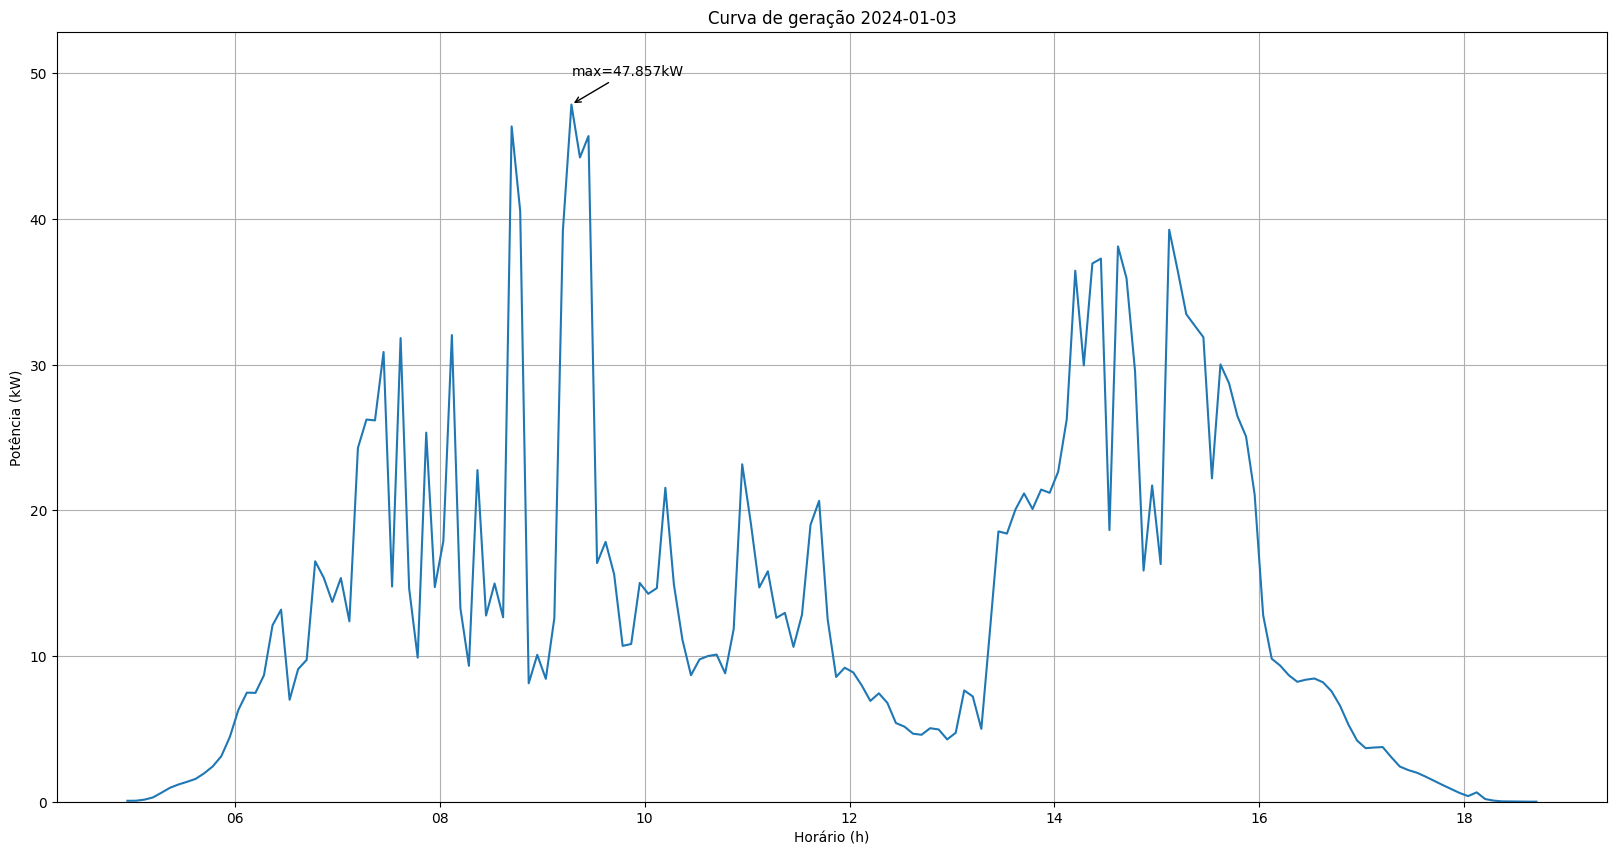 Curva de geração 2024-01-03
max=47.857kW
50
40
30
20
10
0
Potência (kW)
06 08 10 12 14 16 18
Horário (h)